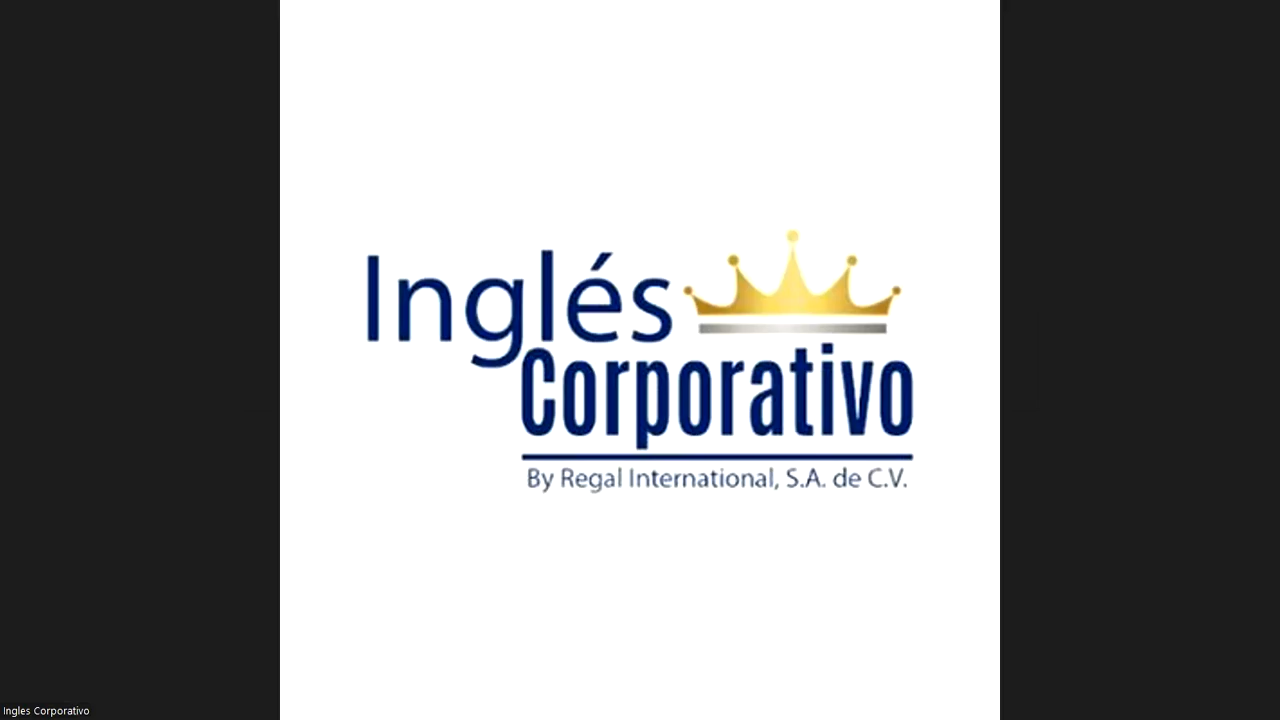 Inglés
Corporativo
By Regal International, S.A. de C.V.
Ingles Corporativo